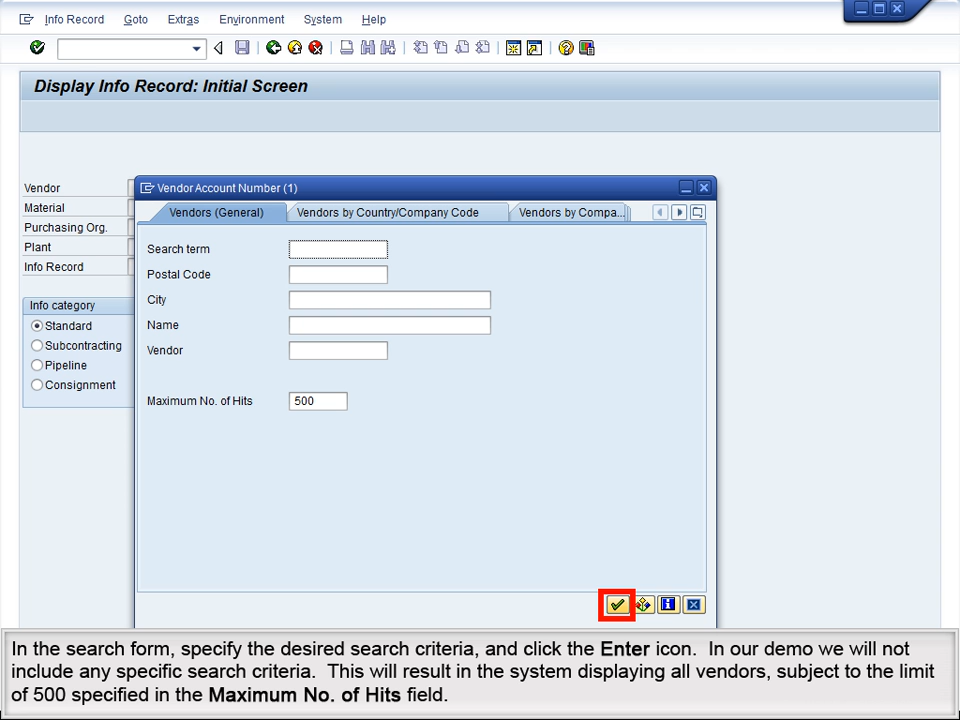 Info Record Goto Extras Environment System Help
Display Info Record: Initial Screen
Vendor
Material
Purchasing Org.
Plant
Info Record
Info category
Standard
Subcontracting
Pipeline
Consignment
Vendor Account Number (1)
Vendors (General) Vendors by Country/Company Code Vendors by Compa...
Search term
Postal Code
City
Name
Vendor
Maximum No. of Hits 500
In the search form, specify the desired search criteria, and click the Enter icon. In our demo we will not
include any specific search criteria. This will result in the system displaying all vendors, subject to the limit
of 500 specified in the Maximum No. of Hits field.